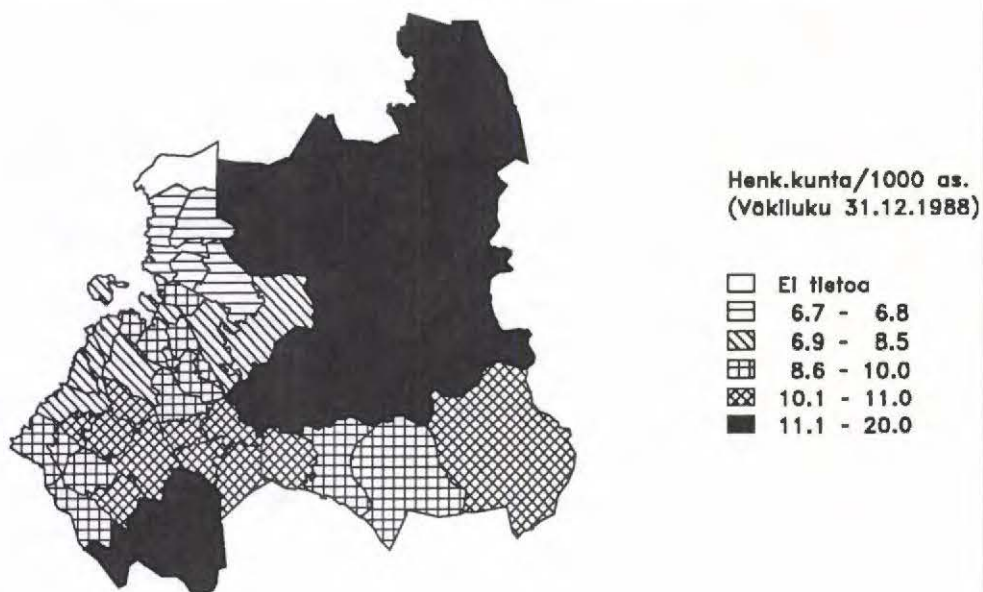 Henk.kunta/1000 as.
(Väkiluku 31.12.1988)
Ei tietoa
6.7 - 6.8
6.9 - 8.5
8.6 - 10.0
10.1 - 11.0
11.1 - 20.0